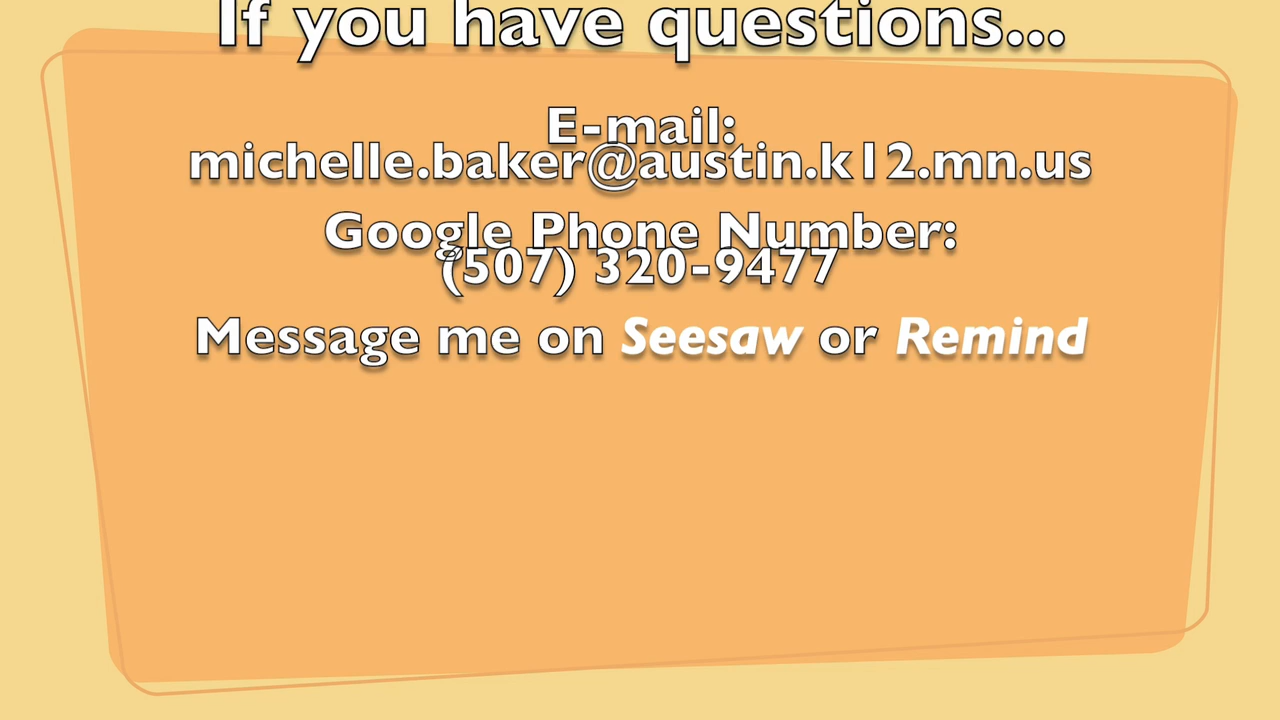 If you have questions...
E-mail:
michelle.baker@austin.k12.mn.us
Google Phone Number:
(507) 320-9477
Message me on Seesaw or Remind